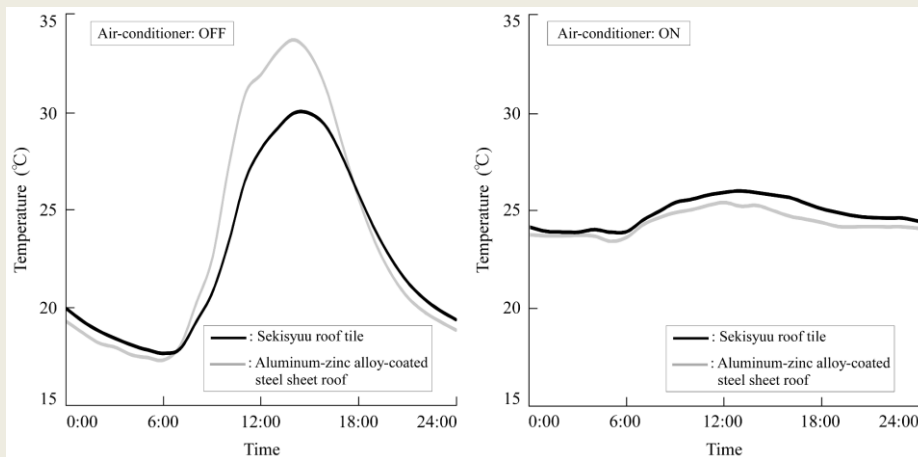 Air-conditioner: OFF
35
30
25
20
15
Temperature (℃)
0:00 6:00 12:00 18:00 24:00
Time
: Sekisyuu roof tile
: Aluminum-zinc alloy-coated
steel sheet roof
Air-conditioner: ON
35
30
25
20
15
Temperature (℃)
0:00 6:00 12:00 18:00 24:00
Time
: Sekisyuu roof tile
: Aluminum-zinc alloy-coated
steel sheet roof